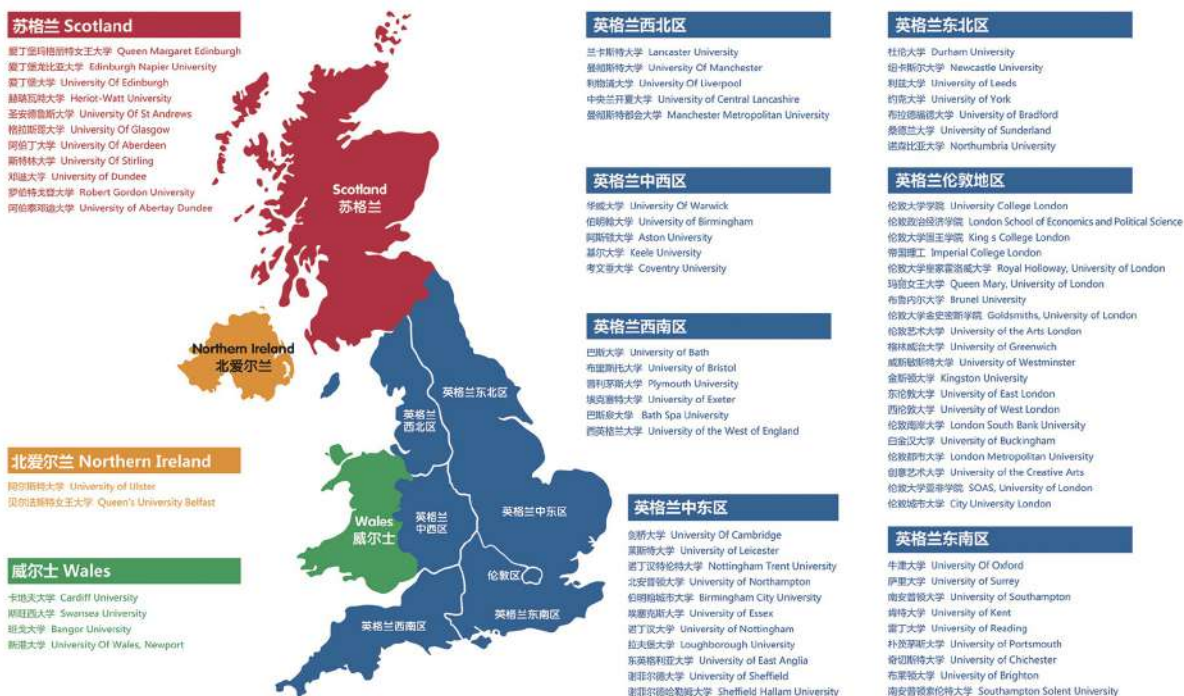 苏格兰 Scotland
爱丁堡玛格丽特女王大学 Queen Margaret Edinburgh
爱丁堡龙比亚大学 Edinburgh Napier University
爱丁堡大学 University Of Edinburgh
赫瑞瓦特大学 Heriot-Watt University
圣安德鲁斯大学 University Of St Andrews
格拉斯哥大学 University Of Glasgow
阿伯丁大学 University Of Aberdeen
斯特林大学 University Of Stirling
邓迪大学 University of Dundee
罗伯特戈登大学 Robert Gordon University
阿伯泰邓迪大学 University of Abertay Dundee
北爱尔兰 Northern Ireland
阿尔斯特大学 University of Ulster
贝尔法斯特女王大学 Queen's University Belfast
威尔士 Wales
卡地夫大学 Cardiff University
斯旺西大学 Swansea University
班戈大学 Bangor University
新港大学 University Of Wales, Newport
Scotland
苏格兰
Northern Ireland
北爱尔兰
英格兰东北区
英格兰
西北区
Wales
威尔士
英格兰
中西区
英格兰中东区
伦敦区
英格兰西南区
英格兰东南区
英格兰西北区
兰卡斯特大学 Lancaster University
曼彻斯特大学 University Of Manchester
利物浦大学 University Of Liverpool
中央兰开夏大学 University of Central Lancashire
曼彻斯特都会大学 Manchester Metropolitan University
英格兰中西区
华威大学 University Of Warwick
伯明翰大学 University of Birmingham
阿斯顿大学 Aston University
基尔大学 Keele University
考文垂大学 Coventry University
英格兰西南区
巴斯大学 University of Bath
布里斯托大学 University of Bristol
普利茅斯大学 Plymouth University
埃克塞特大学 University of Exeter
巴斯泉大学 Bath Spa University
西英格兰大学 University of the West of England
英格兰中东区
剑桥大学 University Of Cambridge
莱斯特大学 University of Leicester
诺丁汉特伦特大学 Nottingham Trent University
北安普顿大学 University of Northampton
伯明翰城市大学 Birmingham City University
埃塞克斯大学 University of Essex
诺丁汉大学 University of Nottingham
拉夫堡大学 Loughborough University
东英格利亚大学 University of East Anglia
谢菲尔德大学 University of Sheffield
谢菲尔德哈勒姆大学 Sheffield Hallam University
英格兰东北区
杜伦大学 Durham University
纽卡斯尔大学 Newcastle University
利兹大学 University of Leeds
约克大学 University of York
布拉德福德大学 University of Bradford
桑德兰大学 University of Sunderland
诺森比亚大学 Northumbria University
英格兰伦敦地区
伦敦大学学院 University College London
伦敦政治经济学院 London School of Economics and Political Science
伦敦大学国王学院 King s College London
帝国理工 Imperial College London
伦敦大学皇家霍洛威大学 Royal Holloway, University of London
玛丽女王大学 Queen Mary, University of London
布鲁内尔大学 Brunel University
伦敦大学金史密斯学院 Goldsmiths, University of London
伦敦艺术大学 University of the Arts London
格林威治大学 University of Greenwich
威斯敏斯特大学 University of Westminster
金斯顿大学 Kingston University
东伦敦大学 University of East London
西伦敦大学 University of West London
伦敦南岸大学 London South Bank University
白金汉大学 University of Buckingham
伦敦都市大学 London Metropolitan University
创意艺术大学 University of the Creative Arts
伦敦大学亚非学院 SOAS, University of London
伦敦城市大学 City University London
英格兰东南区
牛津大学 University Of Oxford
萨里大学 University of Surrey
南安普顿大学 University of Southampton
肯特大学 University of Kent
雷丁大学 University of Reading
朴茨茅斯大学 University of Portsmouth
奇切斯特大学 University of Chichester
布莱顿大学 University of Brighton
南安普顿索伦特大学 Southampton Solent University